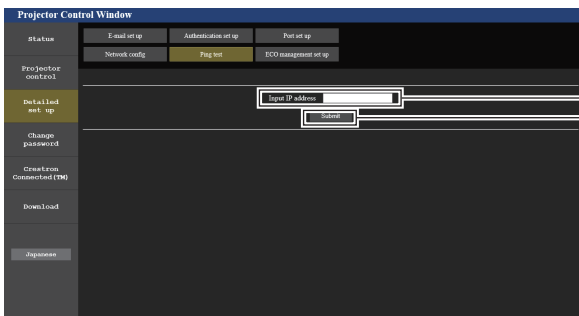 Projector Control Window
Status
Projector
control
Detailed
set up
Change
password
Crestron
Connected(TM)
Download
Japanese
E-mail set up
Authentication set up
Port set up
Network config
Ping test
ECO management set up
Input IP address
Submit